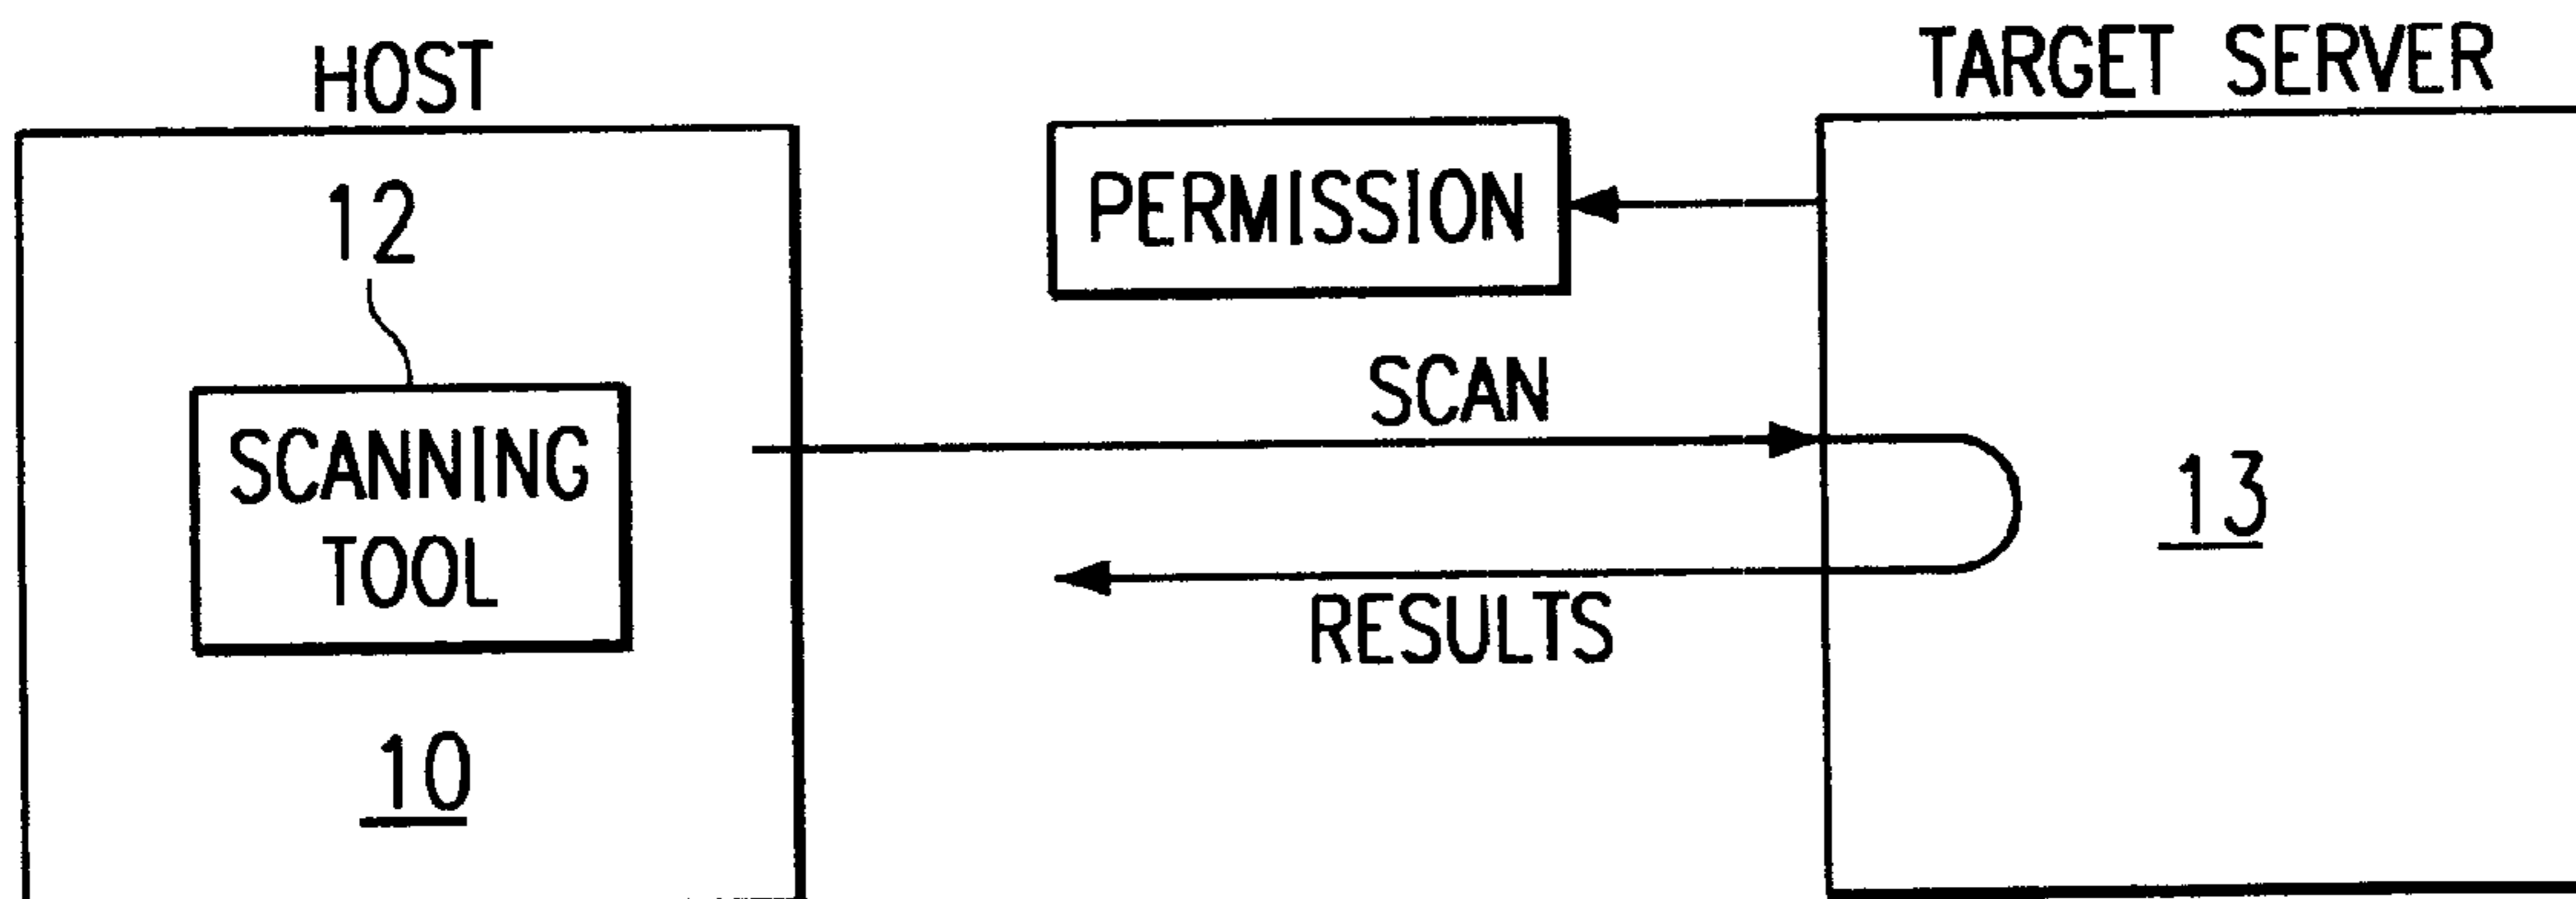 HOST
TARGET SERVER
12
PERMISSION
SCAN
SCANNING
TOOL
13
RESULTS
10